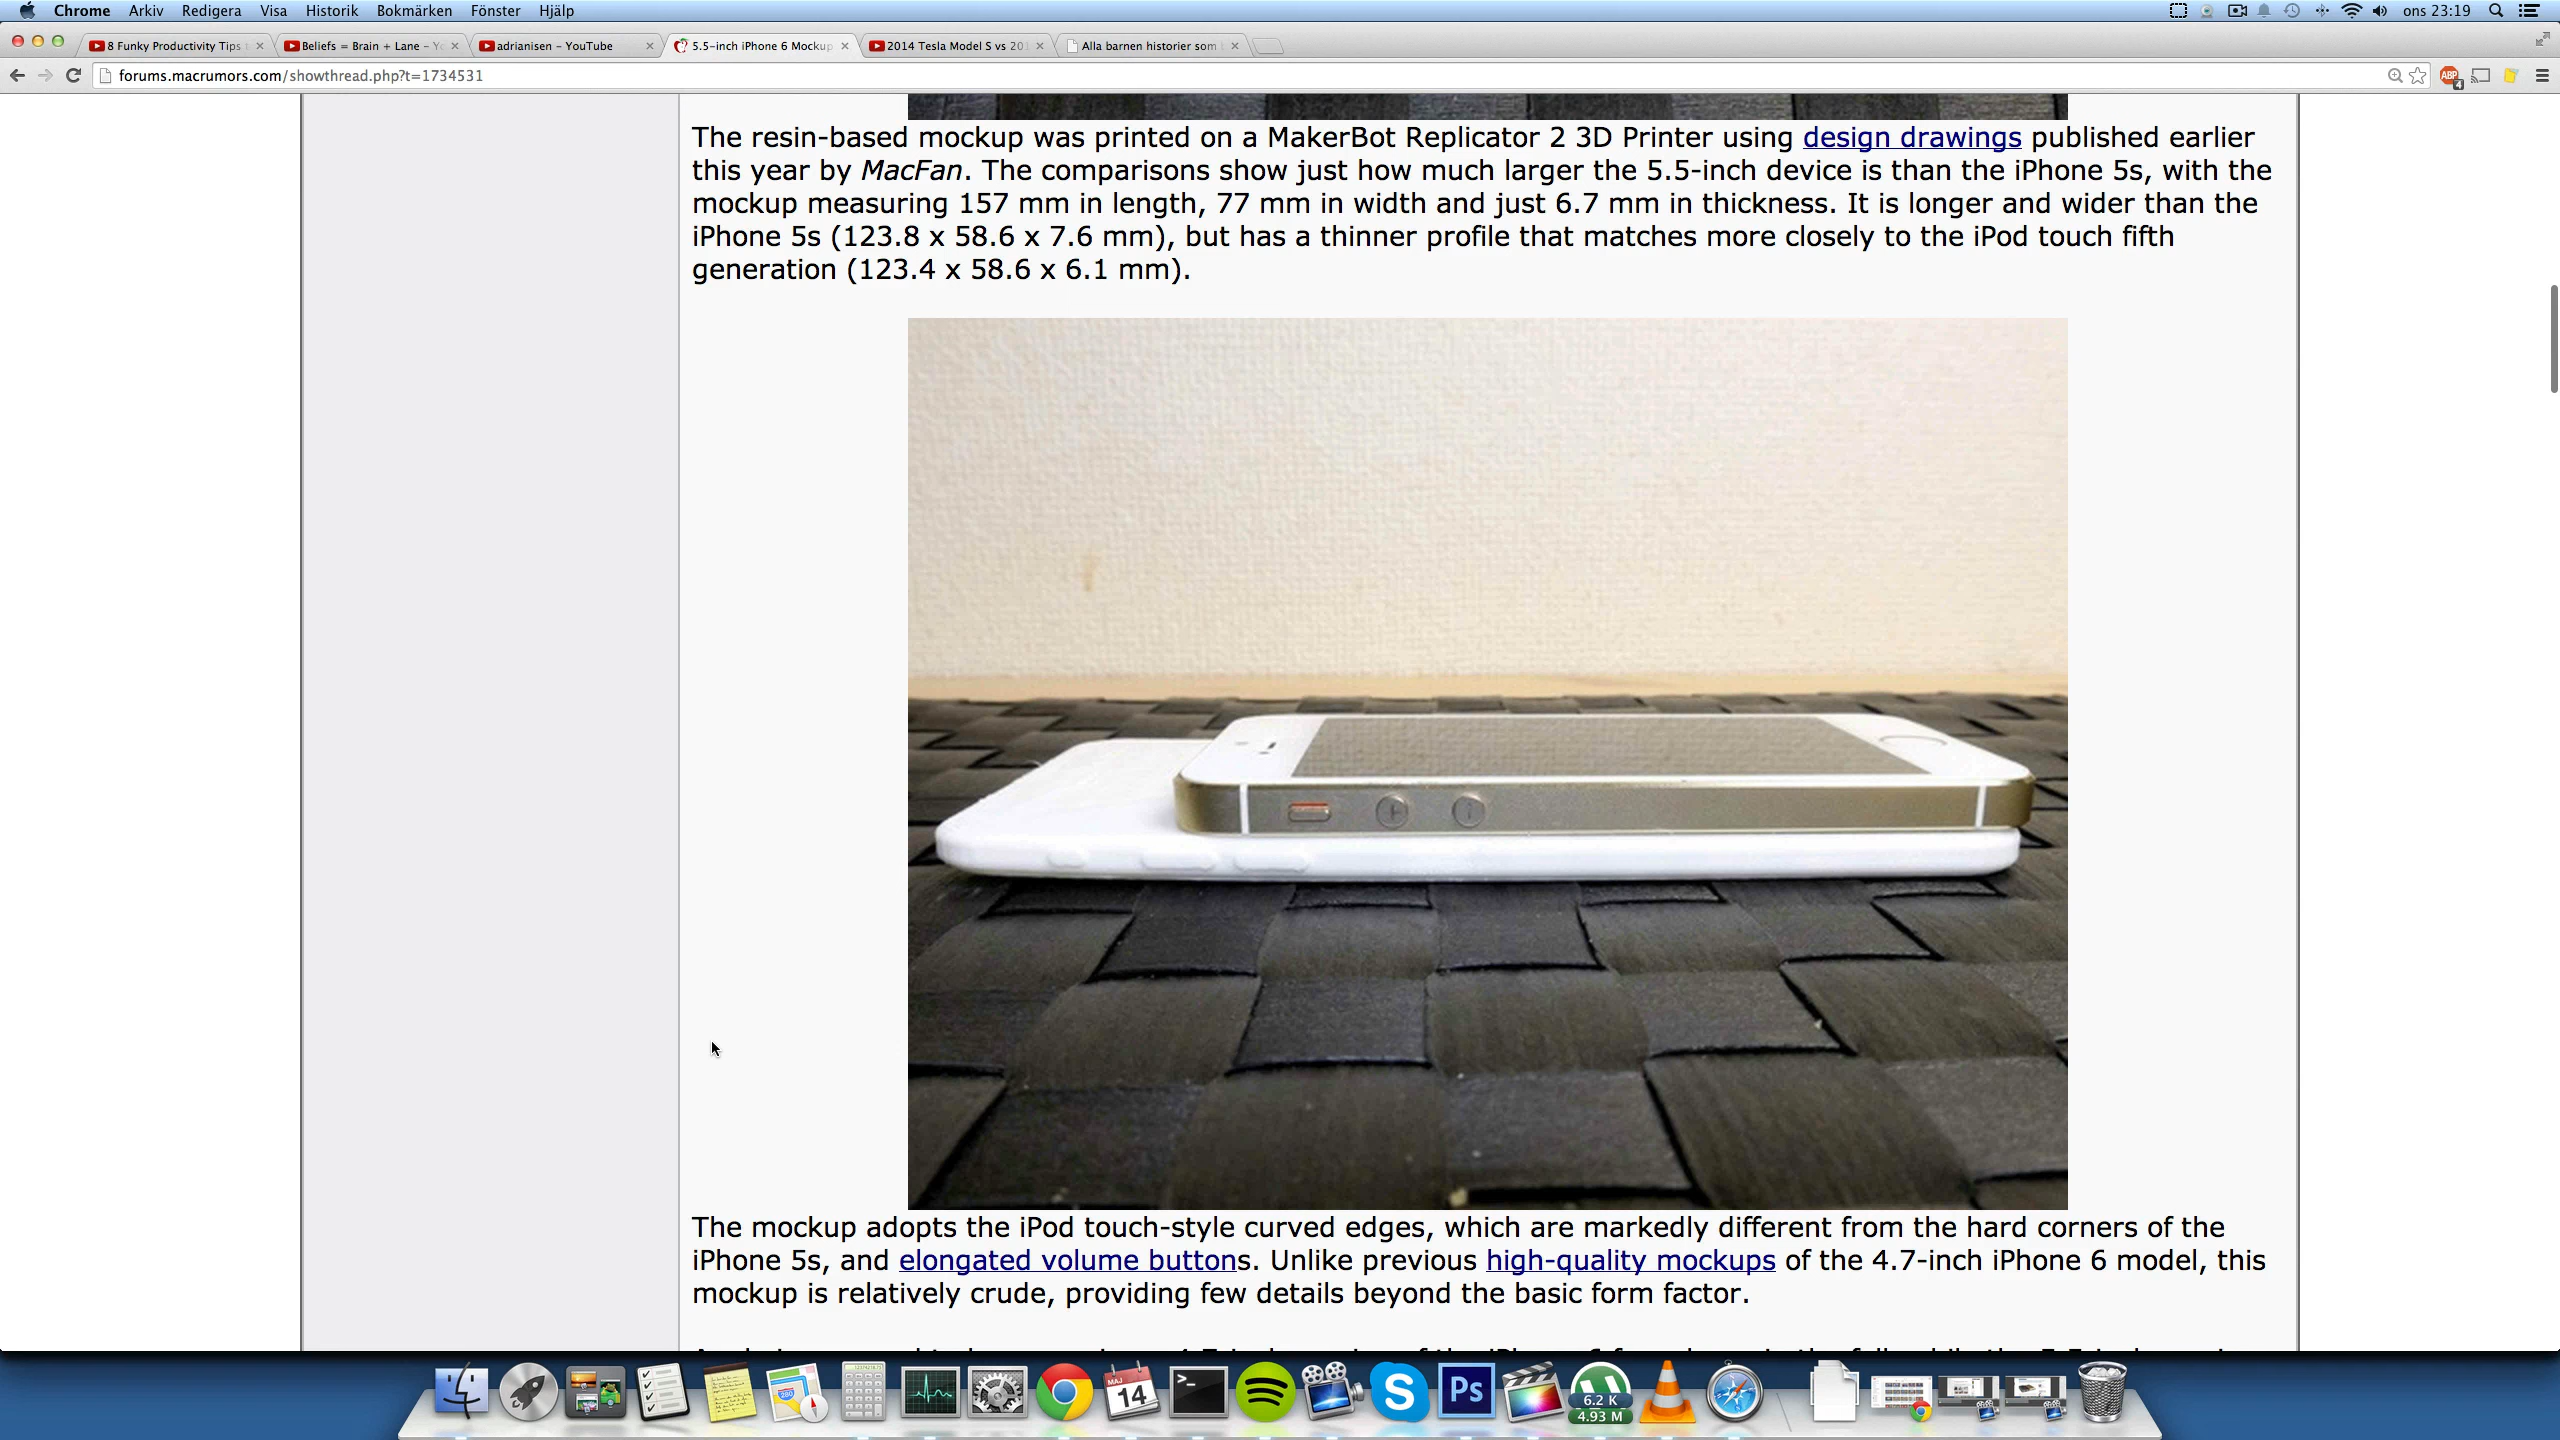 Chrome Arkiv Redigera Visa Historik Bokmärken Fönster Hjälp ons 23:19
8 Funky Productivity Tips Beliefs = Brain + Lane – Y adrianisen – YouTube 5.5-inch iPhone 6 Mockup 2014 Tesla Model S vs 20 Alla barnen historier som
forums.macrumors.com/showthread.php?t=1734531 ABP 4
The resin-based mockup was printed on a MakerBot Replicator 2 3D Printer using design drawings published earlier
this year by MacFan. The comparisons show just how much larger the 5.5-inch device is than the iPhone 5s, with the
mockup measuring 157 mm in length, 77 mm in width and just 6.7 mm in thickness. It is longer and wider than the
iPhone 5s (123.8 x 58.6 x 7.6 mm), but has a thinner profile that matches more closely to the iPod touch fifth
generation (123.4 x 58.6 x 6.1 mm).
The mockup adopts the iPod touch-style curved edges, which are markedly different from the hard corners of the
iPhone 5s, and elongated volume buttons. Unlike previous high-quality mockups of the 4.7-inch iPhone 6 model, this
mockup is relatively crude, providing few details beyond the basic form factor.
280
MAJ
14
Ps
6.2 K
4.93 M